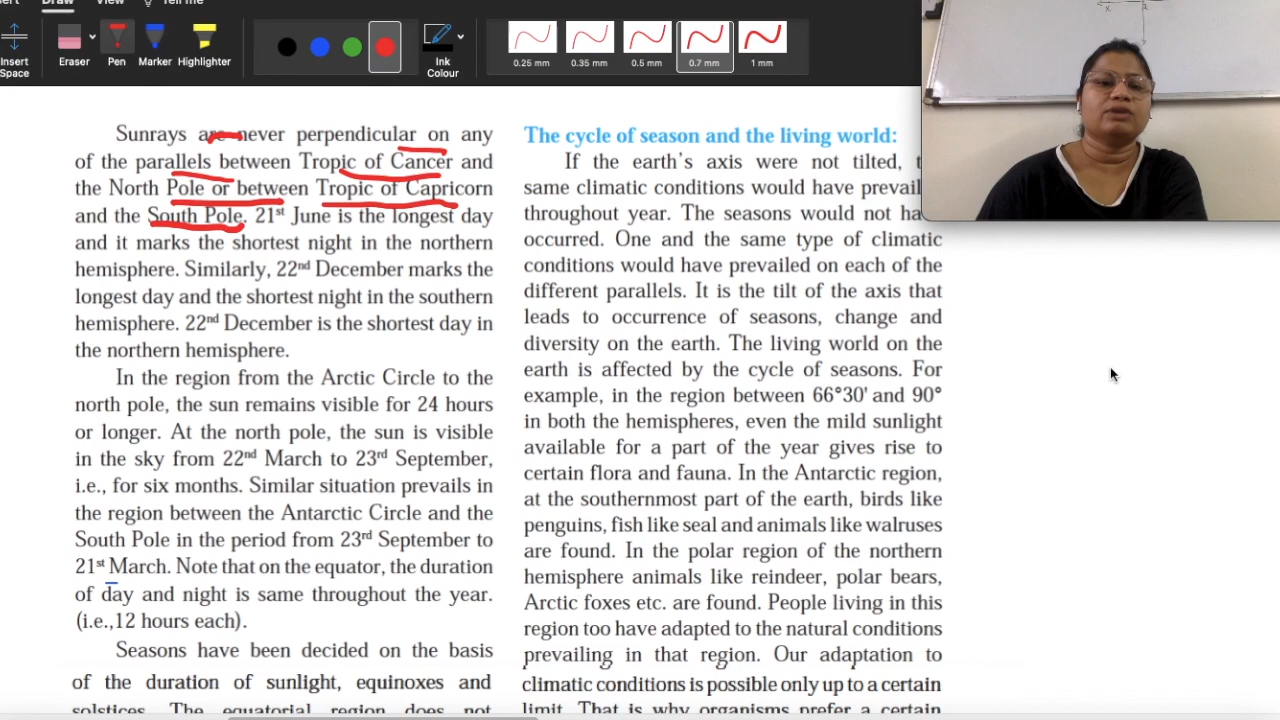 Draw
Tell me
Insert
Space
Eraser
Pen
Marker
Highlighter
Ink
Colour
0.25 mm
0.35 mm
0.5 mm
0.7 mm
1 mm
Sunrays are never perpendicular on any
of the parallels between Tropic of Cancer and
the North Pole or between Tropic of Capricorn
and the South Pole. 21st June is the longest day
and it marks the shortest night in the northern
hemisphere. Similarly, 22nd December marks the
longest day and the shortest night in the southern
hemisphere. 22nd December is the shortest day in
the northern hemisphere.
In the region from the Arctic Circle to the
north pole, the sun remains visible for 24 hours
or longer. At the north pole, the sun is visible
in the sky from 22nd March to 23rd September,
i.e., for six months. Similar situation prevails in
the region between the Antarctic Circle and the
South Pole in the period from 23rd September to
21st March. Note that on the equator, the duration
of day and night is same throughout the year.
(i.e.,12 hours each).
Seasons have been decided on the basis
of the duration of sunlight, equinoxes and
solstices. The equatorial region does not
The cycle of season and the living world:
If the earth's axis were not tilted,
same climatic conditions would have prevail
throughout year. The seasons would not ha
occurred. One and the same type of climatic
conditions would have prevailed on each of the
different parallels. It is the tilt of the axis that
leads to occurrence of seasons, change and
diversity on the earth. The living world on the
earth is affected by the cycle of seasons. For
example, in the region between 66°30' and 90°
in both the hemispheres, even the mild sunlight
available for a part of the year gives rise to
certain flora and fauna. In the Antarctic region,
at the southernmost part of the earth, birds like
penguins, fish like seal and animals like walruses
are found. In the polar region of the northern
hemisphere animals like reindeer, polar bears,
Arctic foxes etc. are found. People living in this
region too have adapted to the natural conditions
prevailing in that region. Our adaptation to
climatic conditions is possible only up to a certain
limit. That is why organisms prefer a certain